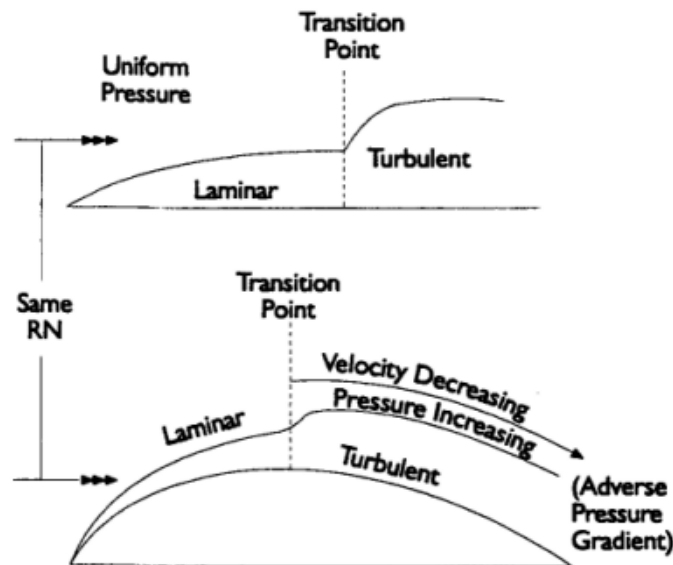 Transition
Point
Uniform
Pressure
Turbulent
Laminar
Same
RN
Transition
Point
Velocity Decreasing
Pressure Increasing
Laminar
Turbulent
(Adverse
Pressure
Gradient)